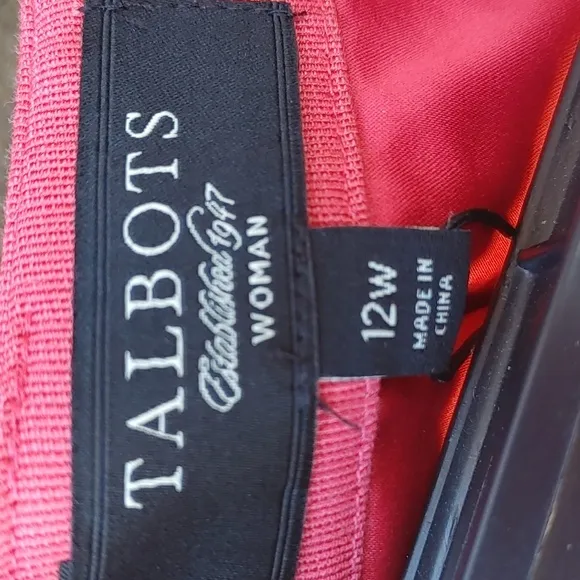 TALBOTS
Established 1947
WOMAN
12W
MADE IN
CHINA